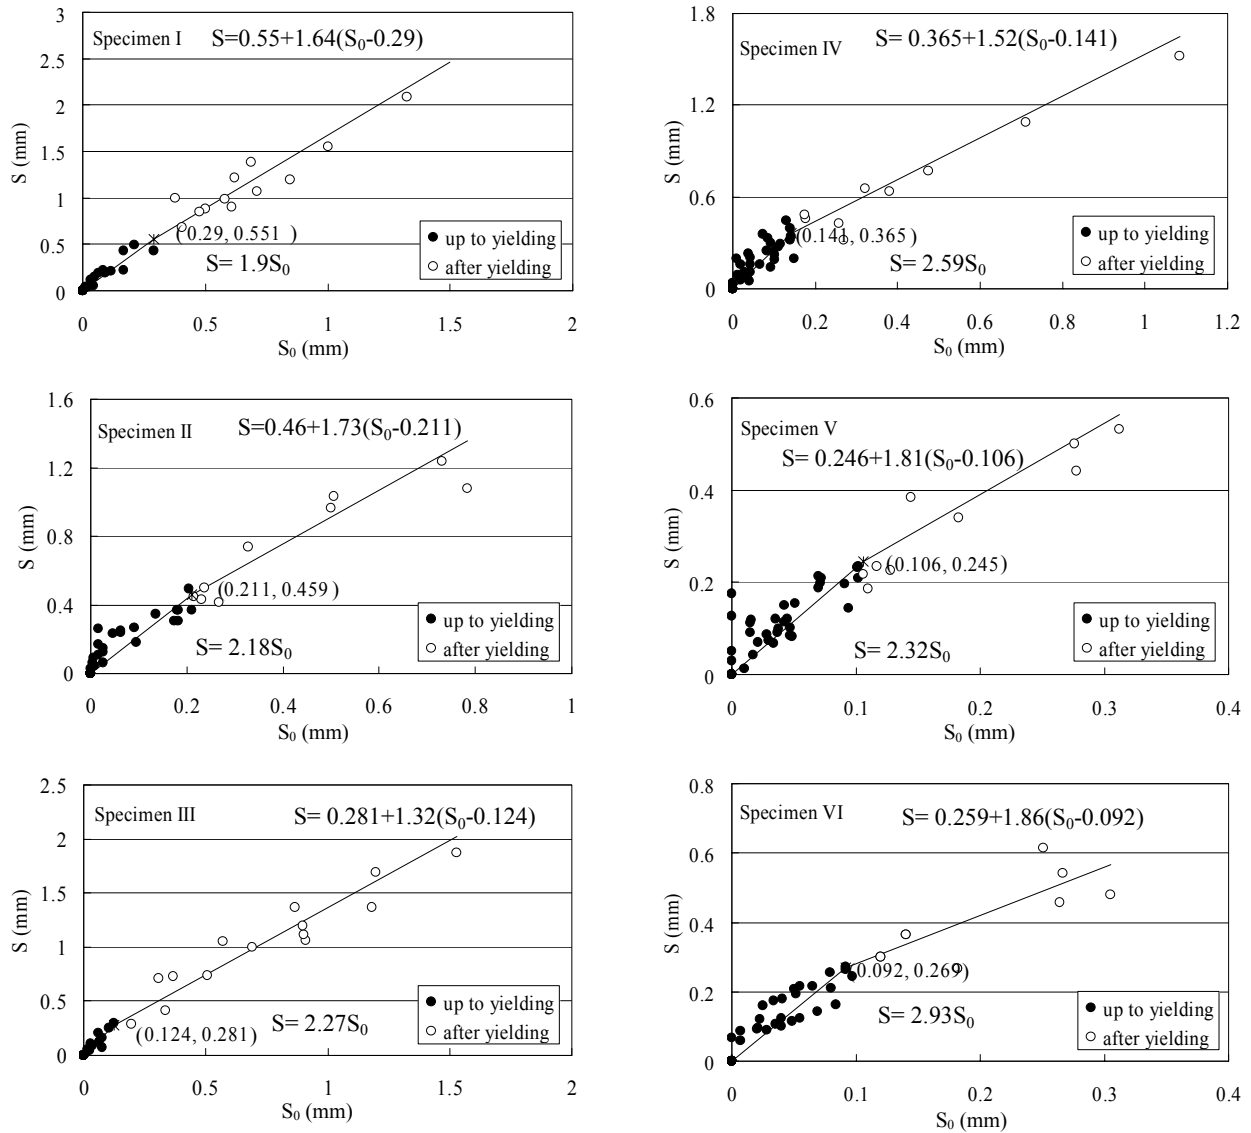 Specimen I
S=0.55+1.64(S0-0.29)
3
2.5
2
1.5
1
0.5
0
S (mm)
(0.29, 0.551 )
S= 1.9S0
up to yielding
after yielding
0 0.5 1 1.5 2
S0 (mm)
Specimen IV
S= 0.365+1.52(S0-0.141)
1.8
1.2
0.6
0
S (mm)
(0.141, 0.365)
S= 2.59S0
up to yielding
after yielding
0 0.2 0.4 0.6 0.8 1 1.2
S0 (mm)
Specimen II
S=0.46+1.73(S0-0.211)
1.6
1.2
0.8
0.4
0
S (mm)
(0.211, 0.459)
S= 2.18S0
up to yielding
after yielding
0 0.2 0.4 0.6 0.8 1
S0 (mm)
Specimen V
S= 0.246+1.81(S0-0.106)
0.6
0.4
0.2
0
S (mm)
(0.106, 0.245)
S= 2.32S0
up to yielding
after yielding
0 0.1 0.2 0.3 0.4
S0 (mm)
Specimen III
S= 0.281+1.32(S0-0.124)
2.5
2
1.5
1
0.5
0
S (mm)
(0.124, 0.281)
S= 2.27S0
up to yielding
after yielding
0 0.5 1 1.5 2
S0 (mm)
Specimen VI
S= 0.259+1.86(S0-0.092)
0.8
0.6
0.4
0.2
0
S (mm)
(0.092, 0.269)
S= 2.93S0
up to yielding
after yielding
0 0.1 0.2 0.3 0.4
S0 (mm)